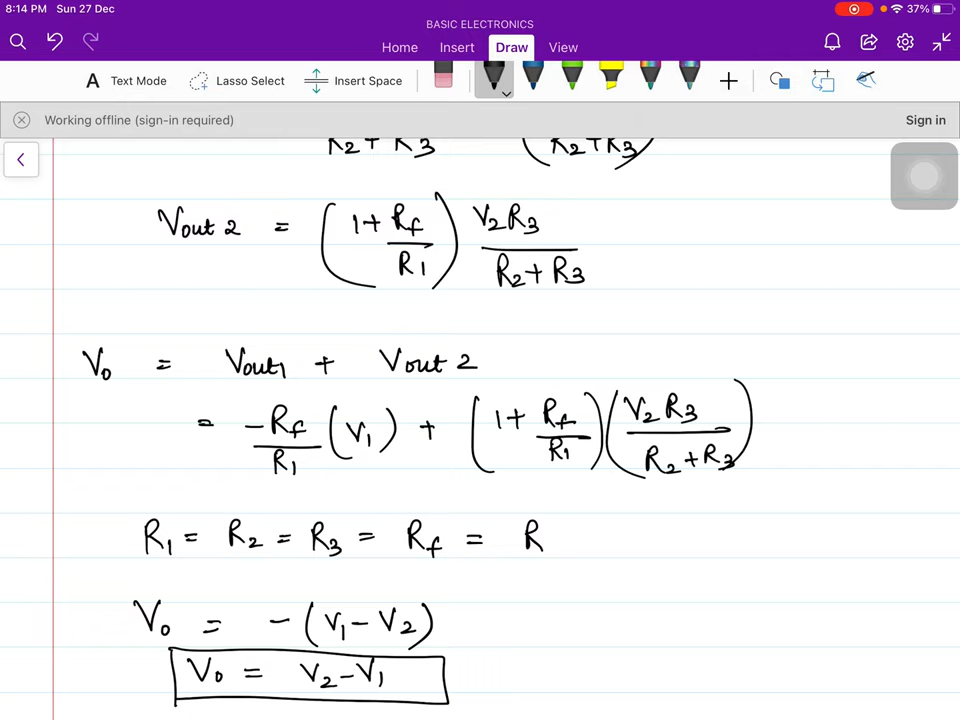 8:14 PM Sun 27 Dec
37%
BASIC ELECTRONICS
Home Insert Draw View
A Text Mode Lasso Select Insert Space
Working offline (sign-in required) Sign in
R2 + R3 (R2+R3)
Vout 2 = (1 + Rf/R1) V2R3/(R2 + R3)
Vo = Vout1 + Vout 2
= -Rf/R1 (V1) + (1 + Rf/R1) (V2R3/(R2 + R3))
R1 = R2 = R3 = Rf = R
Vo = - (V1 - V2)
Vo = V2 - V1